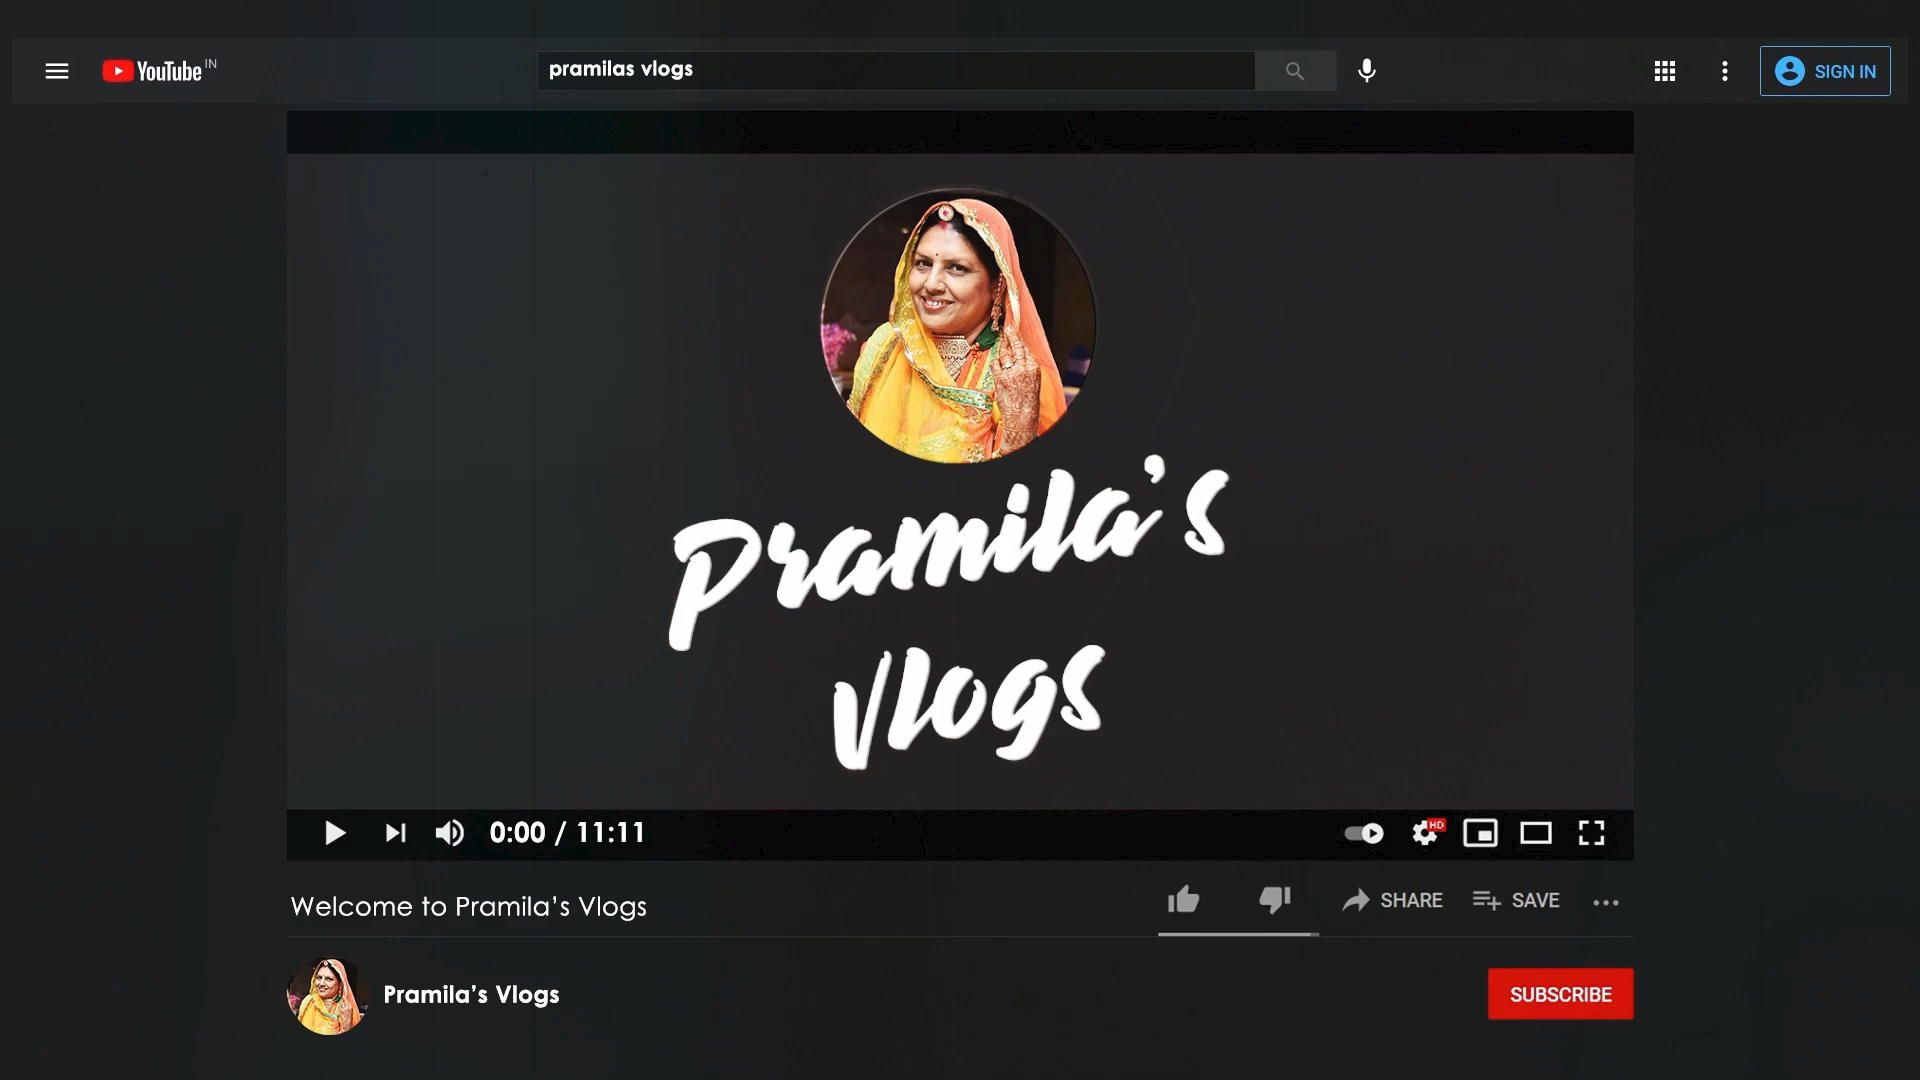 YouTube IN
pramilas vlogs
SIGN IN
Pramila's
Vlogs
0:00 / 11:11
HD
Welcome to Pramila's Vlogs
SHARE
SAVE
Pramila's Vlogs
SUBSCRIBE